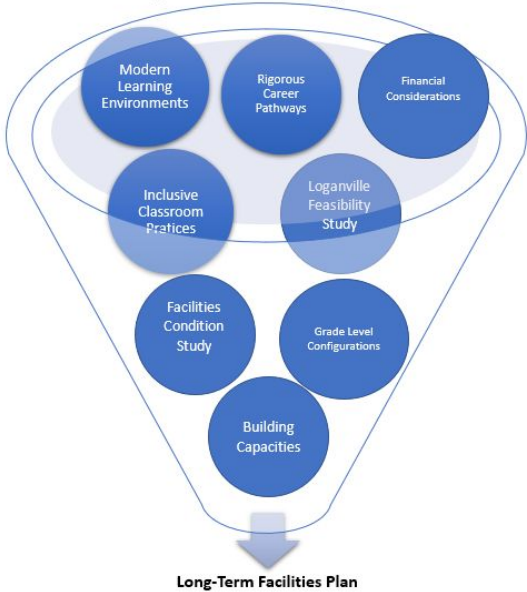 Modern
Learning
Environments
Rigorous
Career
Pathways
Financial
Considerations
Inclusive
Classroom
Pratices
Loganville
Feasibility
Study
Facilities
Condition
Study
Grade Level
Configurations
Building
Capacities
Long-Term Facilities Plan